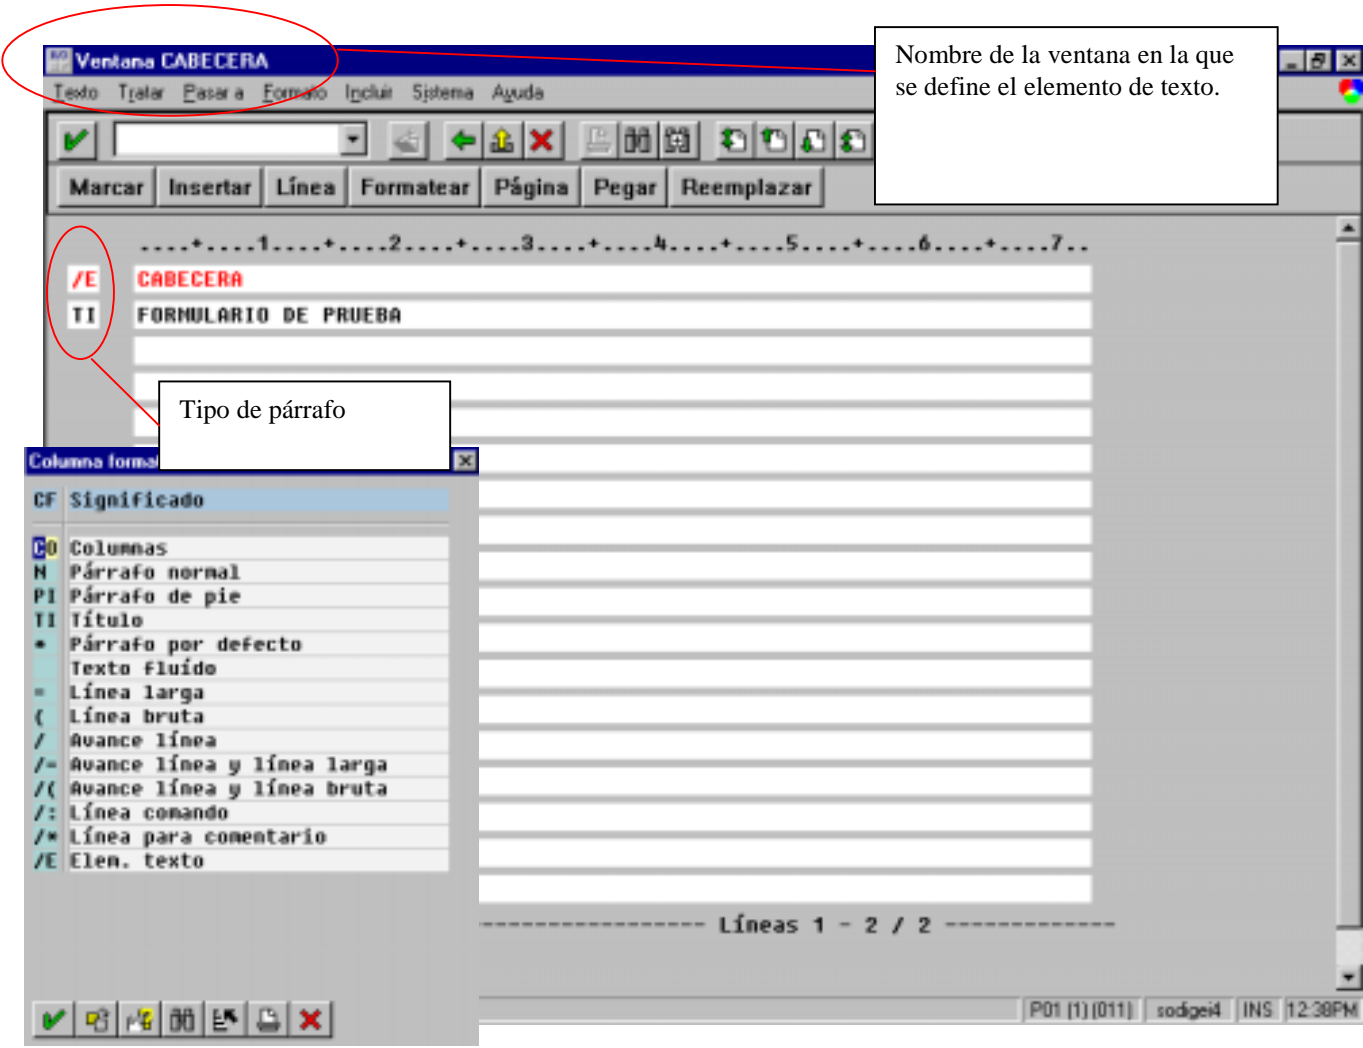 Ventana CABECERA
Nombre de la ventana en la que
se define el elemento de texto.
Texto Tratar Pasar a Formato Incluir Sistema Ayuda
Marcar Insertar Línea Formatear Página Pegar Reemplazar
....+....1....+....2....+....3....+....4....+....5....+....6....+....7..
/E CABECERA
TI FORMULARIO DE PRUEBA
Tipo de párrafo
Columna
CF Significado
CO Columnas
N Párrafo normal
PI Párrafo de pie
TI Título
* Párrafo por defecto
Texto fluído
= Línea larga
( Línea bruta
/ Avance línea
/= Avance línea y línea larga
/( Avance línea y línea bruta
/: Línea comando
/* Línea para comentario
/E Elem. texto
------------------- Líneas 1 - 2 / 2 -------------
P01 (1) (011) sodigei4 INS 12:38PM